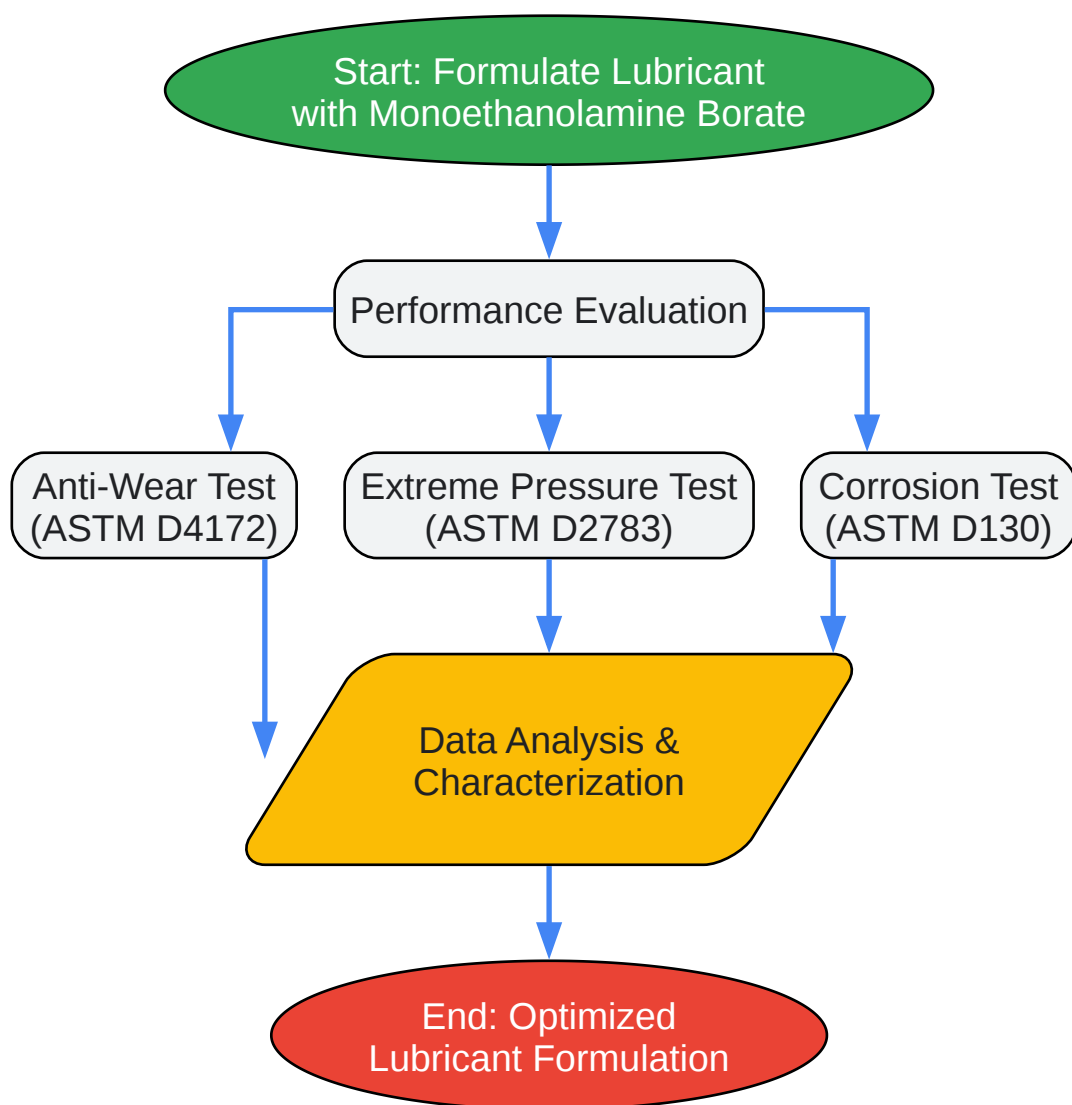 Start: Formulate Lubricant
with Monoethanolamine Borate
Performance Evaluation
Anti-Wear Test
(ASTM D4172)
Extreme Pressure Test
(ASTM D2783)
Corrosion Test
(ASTM D130)
Data Analysis &
Characterization
End: Optimized
Lubricant Formulation